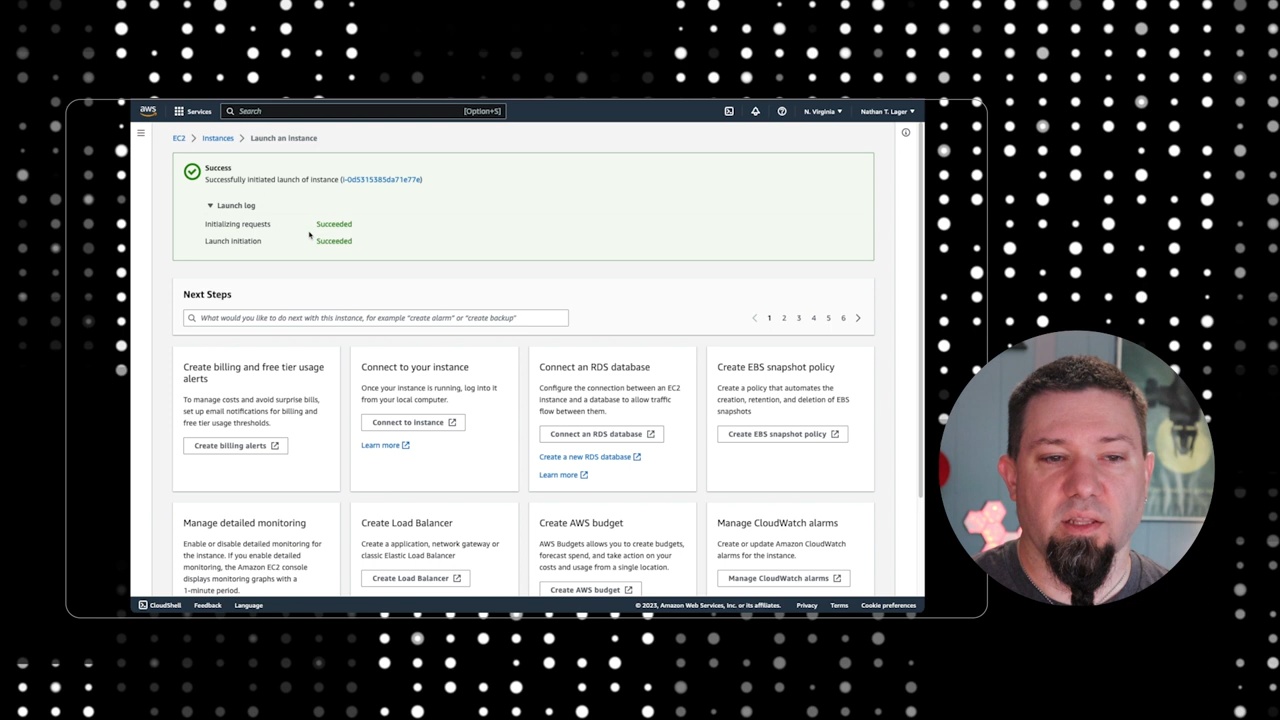 aws
Services
Search
[Option+S]
N. Virginia
Nathan T. Lager
EC2
Instances
Launch an instance
Success
Successfully initiated launch of instance (i-0d5315385da71e77e)
Launch log
Initializing requests
Succeeded
Launch initiation
Succeeded
Next Steps
What would you like to do next with this instance, for example "create alarm" or "create backup"
1 2 3 4 5 6
Create billing and free tier usage
alerts
To manage costs and avoid surprise bills,
set up email notifications for billing and
free tier usage thresholds.
Create billing alerts
Connect to your instance
Once your instance is running, log into it
from your local computer.
Connect to instance
Learn more
Connect an RDS database
Configure the connection between an EC2
instance and a database to allow traffic
flow between them.
Connect an RDS database
Create a new RDS database
Learn more
Create EBS snapshot policy
Create a policy that automates the
creation, retention, and deletion of EBS
snapshots
Create EBS snapshot policy
Manage detailed monitoring
Enable or disable detailed monitoring for
the instance. If you enable detailed
monitoring, the Amazon EC2 console
displays monitoring graphs with a
1-minute period.
Create Load Balancer
Create a application, network gateway or
classic Elastic Load Balancer
Create Load Balancer
Create AWS budget
AWS Budgets allows you to create budgets,
forecast spend, and take action on your
costs and usage from a single location.
Create AWS budget
Manage CloudWatch alarms
Create or update Amazon CloudWatch
alarms for the instance.
Manage CloudWatch alarms
CloudShell
Feedback
Language
© 2023, Amazon Web Services, Inc. or its affiliates.
Privacy
Terms
Cookie preferences